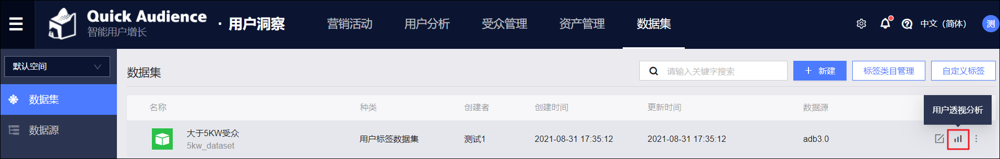 Quick Audience
智能用户增长
· 用户洞察
营销活动
用户分析
受众管理
资产管理
数据集
中文（简体）
测
默认空间
数据集
数据源
数据集
请输入关键字搜索
+ 新建
标签类目管理
自定义标签
名称
种类
创建者
创建时间
更新时间
数据源
用户透视分析
大于5KW受众
5kw_dataset
用户标签数据集
测试1
2021-08-31 17:35:12
2021-08-31 17:35:12
adb3.0